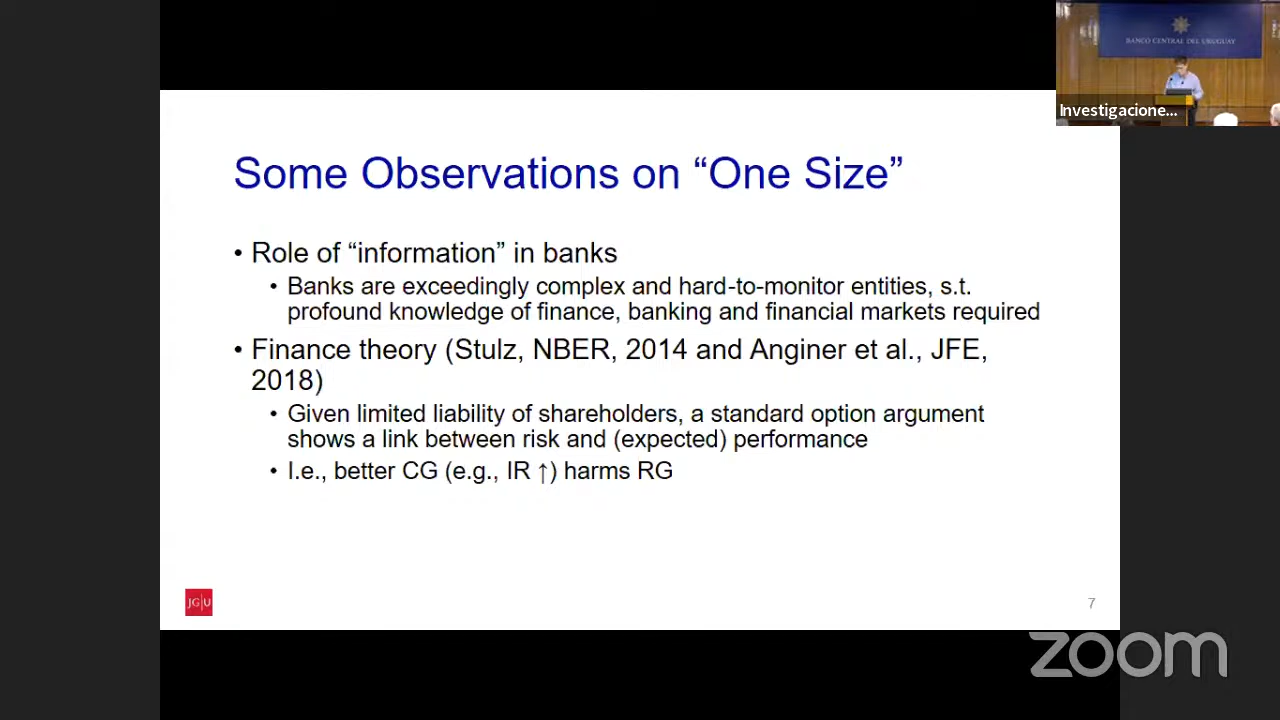 BANCO CENTRAL DEL URUGUAY
Investigacione...
Some Observations on “One Size”
• Role of “information” in banks
• Banks are exceedingly complex and hard-to-monitor entities, s.t.
profound knowledge of finance, banking and financial markets required
• Finance theory (Stulz, NBER, 2014 and Anginer et al., JFE,
2018)
• Given limited liability of shareholders, a standard option argument
shows a link between risk and (expected) performance
• I.e., better CG (e.g., IR ↑) harms RG
JG|U
7
zoom